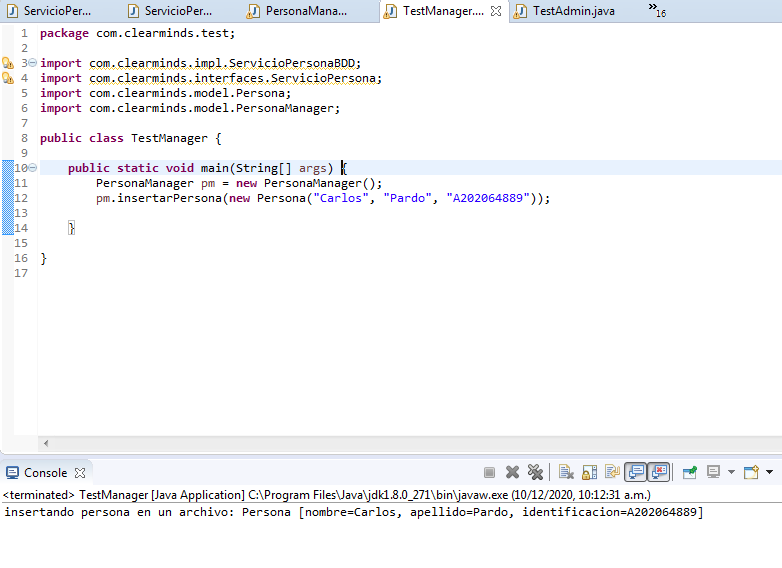 ServicioPer...
ServicioPer...
PersonaMana...
TestManager....
TestAdmin.java
»16
1 package com.clearminds.test;
2
3 import com.clearminds.impl.ServicioPersonaBDD;
4 import com.clearminds.interfaces.ServicioPersona;
5 import com.clearminds.model.Persona;
6 import com.clearminds.model.PersonaManager;
7
8 public class TestManager {
9
10 public static void main(String[] args) {
11 PersonaManager pm = new PersonaManager();
12 pm.insertarPersona(new Persona("Carlos", "Pardo", "A202064889"));
13
14 }
15
16 }
17
Console
<terminated> TestManager [Java Application] C:\Program Files\Java\jdk1.8.0_271\bin\javaw.exe (10/12/2020, 10:12:31 a.m.)
insertando persona en un archivo: Persona [nombre=Carlos, apellido=Pardo, identificacion=A202064889]